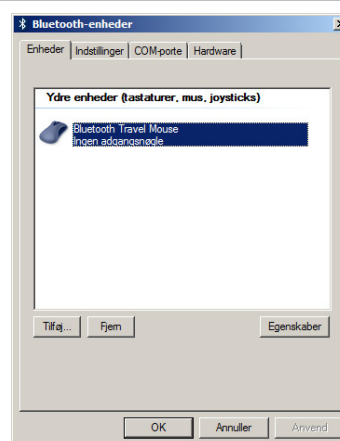 Bluetooth-enheder
Enheder Indstillinger COM-porte Hardware
Ydre enheder (tastaturer, mus, joysticks)
Bluetooth Travel Mouse
Ingen adgangsnøgle
Tilføj... Fjern Egenskaber
OK Annuller Anvend